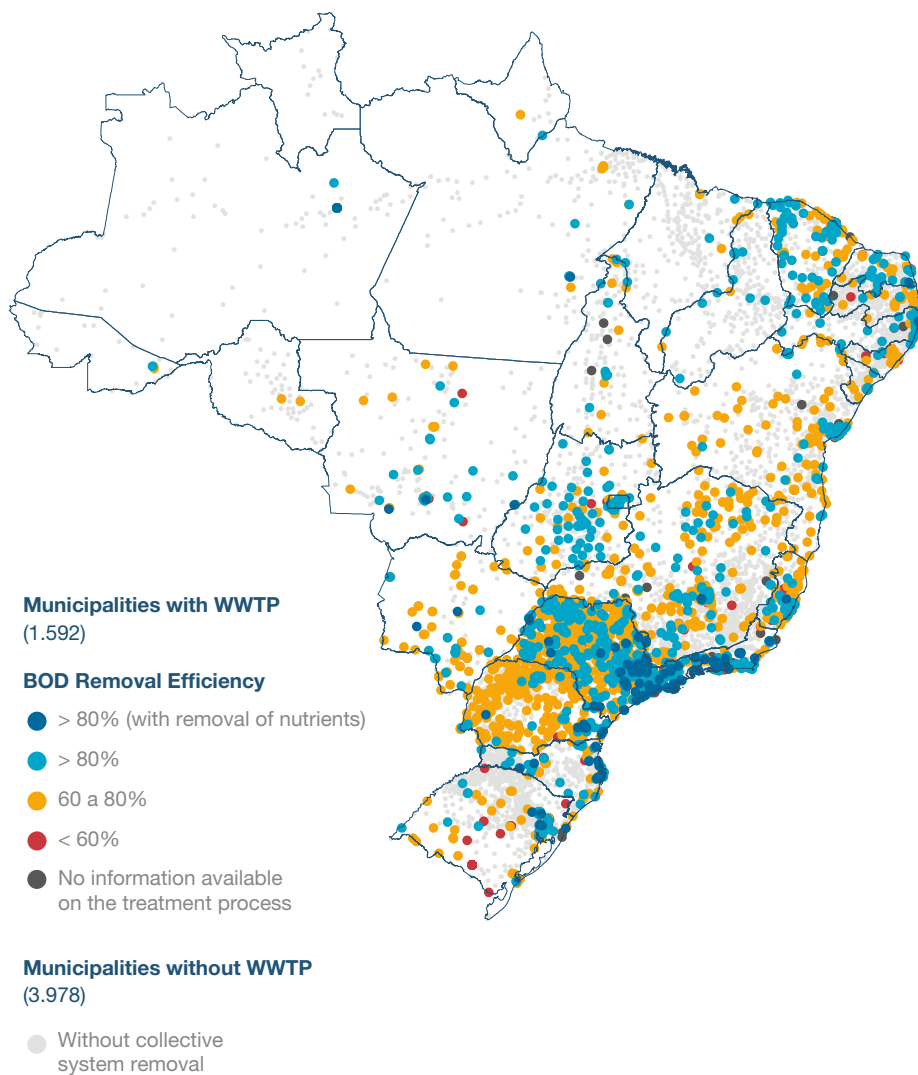 Municipalities with WWTP
(1.592)
BOD Removal Efficiency
> 80% (with removal of nutrients)
> 80%
60 a 80%
< 60%
No information available
on the treatment process
Municipalities without WWTP
(3.978)
Without collective
system removal